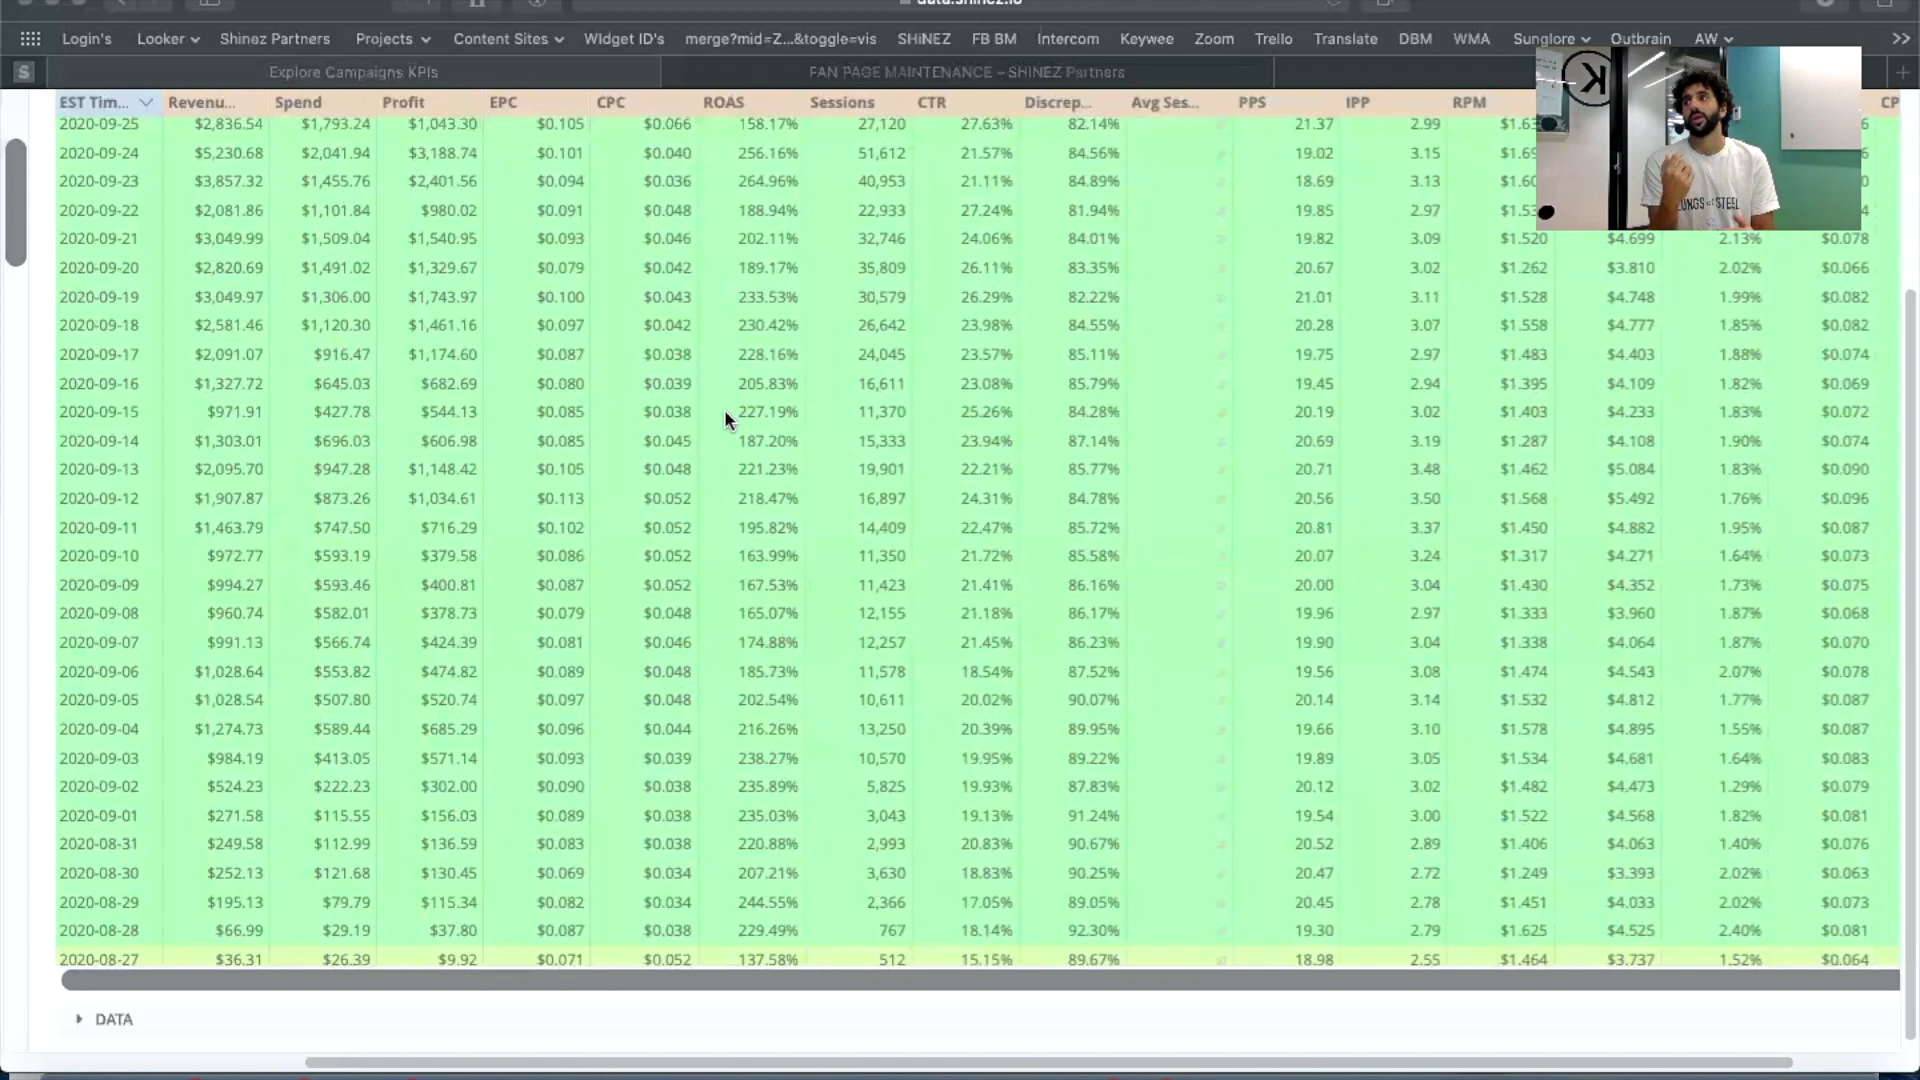 data.shinez.io
Login's Looker Shinez Partners Projects Content Sites WIdget ID's merge?mid=Z...&toggle=vis SHiNEZ FB BM Intercom Keywee Zoom Trello Translate DBM WMA Sunglore Outbrain AW
S Explore Campaigns KPIs FAN PAGE MAINTENANCE – SHINEZ Partners
EST Tim... Revenu... Spend Profit EPC CPC ROAS Sessions CTR Discrep... Avg Ses... PPS IPP RPM CP
2020-09-25 $2,836.54 $1,793.24 $1,043.30 $0.105 $0.066 158.17% 27,120 27.63% 82.14% 21.37 2.99 6
2020-09-24 $5,230.68 $2,041.94 $3,188.74 $0.101 $0.040 256.16% 51,612 21.57% 84.56% 19.02 3.15 6
2020-09-23 $3,857.32 $1,455.76 $2,401.56 $0.094 $0.036 264.96% 40,953 21.11% 84.89% 18.69 3.13 0
2020-09-22 $2,081.86 $1,101.84 $980.02 $0.091 $0.048 188.94% 22,933 27.24% 81.94% 19.85 2.97 4
2020-09-21 $3,049.99 $1,509.04 $1,540.95 $0.093 $0.046 202.11% 32,746 24.06% 84.01% 19.82 3.09 $1.520 $4.699 2.13% $0.078
2020-09-20 $2,820.69 $1,491.02 $1,329.67 $0.079 $0.042 189.17% 35,809 26.11% 83.35% 20.67 3.02 $1.262 $3.810 2.02% $0.066
2020-09-19 $3,049.97 $1,306.00 $1,743.97 $0.100 $0.043 233.53% 30,579 26.29% 82.22% 21.01 3.11 $1.528 $4.748 1.99% $0.082
2020-09-18 $2,581.46 $1,120.30 $1,461.16 $0.097 $0.042 230.42% 26,642 23.98% 84.55% 20.28 3.07 $1.558 $4.777 1.85% $0.082
2020-09-17 $2,091.07 $916.47 $1,174.60 $0.087 $0.038 228.16% 24,045 23.57% 85.11% 19.75 2.97 $1.483 $4.403 1.88% $0.074
2020-09-16 $1,327.72 $645.03 $682.69 $0.080 $0.039 205.83% 16,611 23.08% 85.79% 19.45 2.94 $1.395 $4.109 1.82% $0.069
2020-09-15 $971.91 $427.78 $544.13 $0.085 $0.038 227.19% 11,370 25.26% 84.28% 20.19 3.02 $1.403 $4.233 1.83% $0.072
2020-09-14 $1,303.01 $696.03 $606.98 $0.085 $0.045 187.20% 15,333 23.94% 87.14% 20.69 3.19 $1.287 $4.108 1.90% $0.074
2020-09-13 $2,095.70 $947.28 $1,148.42 $0.105 $0.048 221.23% 19,901 22.21% 85.77% 20.71 3.48 $1.462 $5.084 1.83% $0.090
2020-09-12 $1,907.87 $873.26 $1,034.61 $0.113 $0.052 218.47% 16,897 24.31% 84.78% 20.56 3.50 $1.568 $5.492 1.76% $0.096
2020-09-11 $1,463.79 $747.50 $716.29 $0.102 $0.052 195.82% 14,409 22.47% 85.72% 20.81 3.37 $1.450 $4.882 1.95% $0.087
2020-09-10 $972.77 $593.19 $379.58 $0.086 $0.052 163.99% 11,350 21.72% 85.58% 20.07 3.24 $1.317 $4.271 1.64% $0.073
2020-09-09 $994.27 $593.46 $400.81 $0.087 $0.052 167.53% 11,423 21.41% 86.16% 20.00 3.04 $1.430 $4.352 1.73% $0.075
2020-09-08 $960.74 $582.01 $378.73 $0.079 $0.048 165.07% 12,155 21.18% 86.17% 19.96 2.97 $1.333 $3.960 1.87% $0.068
2020-09-07 $991.13 $566.74 $424.39 $0.081 $0.046 174.88% 12,257 21.45% 86.23% 19.90 3.04 $1.338 $4.064 1.87% $0.070
2020-09-06 $1,028.64 $553.82 $474.82 $0.089 $0.048 185.73% 11,578 18.54% 87.52% 19.56 3.08 $1.474 $4.543 2.07% $0.078
2020-09-05 $1,028.54 $507.80 $520.74 $0.097 $0.048 202.54% 10,611 20.02% 90.07% 20.14 3.14 $1.532 $4.812 1.77% $0.087
2020-09-04 $1,274.73 $589.44 $685.29 $0.096 $0.044 216.26% 13,250 20.39% 89.95% 19.66 3.10 $1.578 $4.895 1.55% $0.087
2020-09-03 $984.19 $413.05 $571.14 $0.093 $0.039 238.27% 10,570 19.95% 89.22% 19.89 3.05 $1.534 $4.681 1.64% $0.083
2020-09-02 $524.23 $222.23 $302.00 $0.090 $0.038 235.89% 5,825 19.93% 87.83% 20.12 3.02 $1.482 $4.473 1.29% $0.079
2020-09-01 $271.58 $115.55 $156.03 $0.089 $0.038 235.03% 3,043 19.13% 91.24% 19.54 3.00 $1.522 $4.568 1.82% $0.081
2020-08-31 $249.58 $112.99 $136.59 $0.083 $0.038 220.88% 2,993 20.83% 90.67% 20.52 2.89 $1.406 $4.063 1.40% $0.076
2020-08-30 $252.13 $121.68 $130.45 $0.069 $0.034 207.21% 3,630 18.83% 90.25% 20.47 2.72 $1.249 $3.393 2.02% $0.063
2020-08-29 $195.13 $79.79 $115.34 $0.082 $0.034 244.55% 2,366 17.05% 89.05% 20.45 2.78 $1.451 $4.033 2.02% $0.073
2020-08-28 $66.99 $29.19 $37.80 $0.087 $0.038 229.49% 767 18.14% 92.30% 19.30 2.79 $1.625 $4.525 2.40% $0.081
2020-08-27 $36.31 $26.39 $9.92 $0.071 $0.052 137.58% 512 15.15% 89.67% 18.98 2.55 $1.464 $3.737 1.52% $0.064
DATA